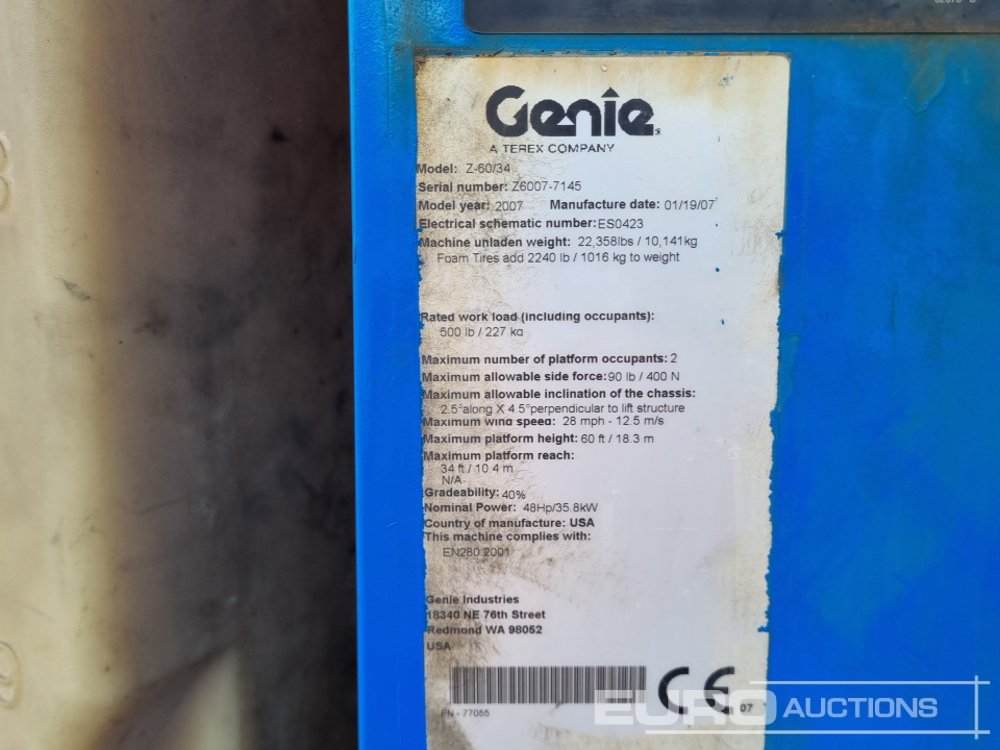 Genie
A TEREX COMPANY
Model: Z-60/34
Serial number: Z6007-7145
Model year: 2007 Manufacture date: 01/19/07
Electrical schematic number: ES0423
Machine unladen weight: 22,358lbs / 10,141kg
Foam Tires add 2240 lb / 1016 kg to weight
Rated work load (including occupants):
500 lb / 227 kg
Maximum number of platform occupants: 2
Maximum allowable side force: 90 lb / 400 N
Maximum allowable inclination of the chassis:
2.5°along X 4.5°perpendicular to lift structure
Maximum wind speed: 28 mph - 12.5 m/s
Maximum platform height: 60 ft / 18.3 m
Maximum platform reach:
34 ft / 10.4 m
N/A
Gradeability: 40%
Nominal Power: 48Hp/35.8kW
Country of manufacture: USA
This machine complies with:
EN280 2001
Genie Industries
18340 NE 76th Street
Redmond WA 98052
USA
PN - 77055
CE 07
EURO AUCTIONS